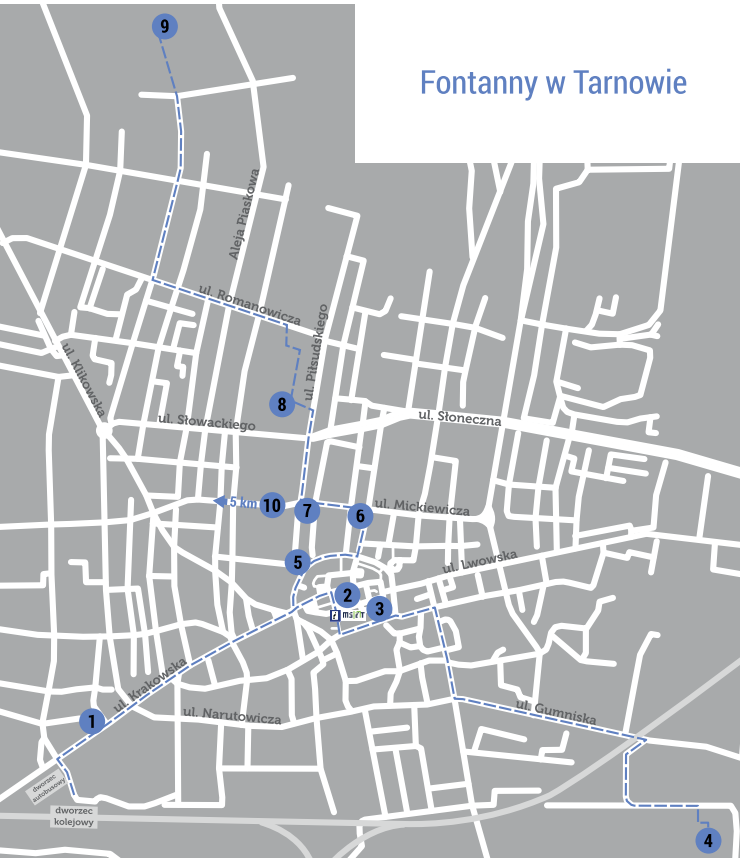 9
Fontanny w Tarnowie
Aleja Piaskowa
ul. Romanowicza
ul. Piłsudskiego
ul. Klikowska
8
ul. Słowackiego
ul. Słoneczna
5 km
10
7
6
ul. Mickiewicza
5
ul. Lwowska
2
3
i
ul. Krakowska
1
ul. Narutowicza
ul. Gumniska
dworzec
autobusowy
dworzec
kolejowy
4